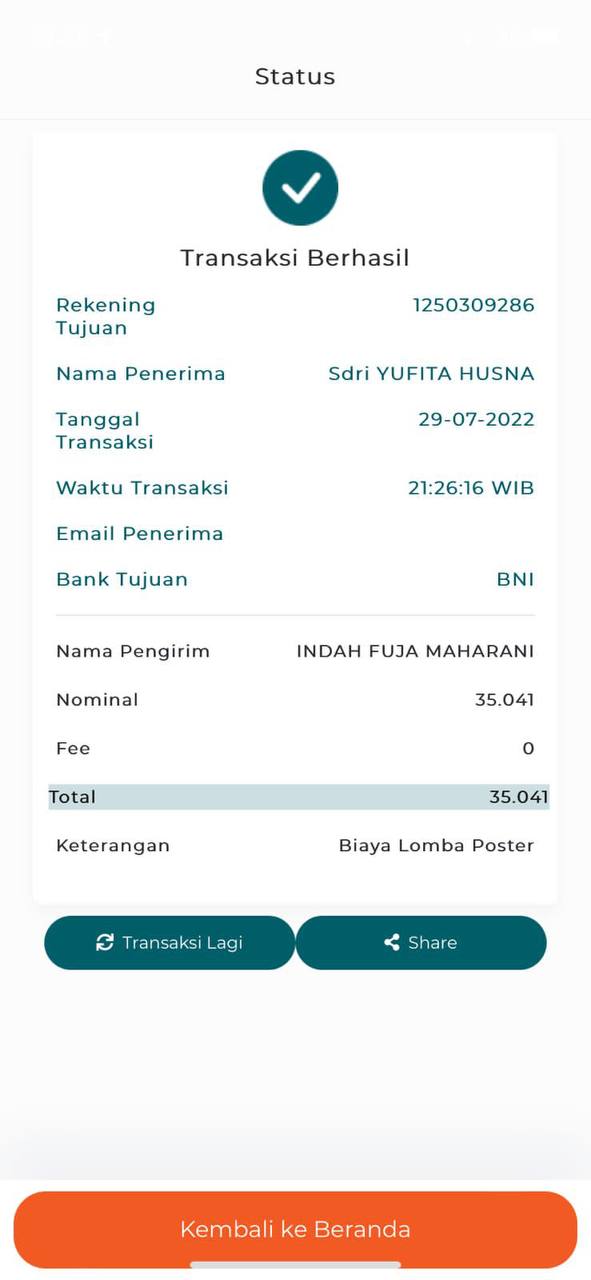 Status
Transaksi Berhasil
Rekening Tujuan 1250309286
Nama Penerima Sdri YUFITA HUSNA
Tanggal Transaksi 29-07-2022
Waktu Transaksi 21:26:16 WIB
Email Penerima
Bank Tujuan BNI
Nama Pengirim INDAH FUJA MAHARANI
Nominal 35.041
Fee 0
Total 35.041
Keterangan Biaya Lomba Poster
Transaksi Lagi Share
Kembali ke Beranda